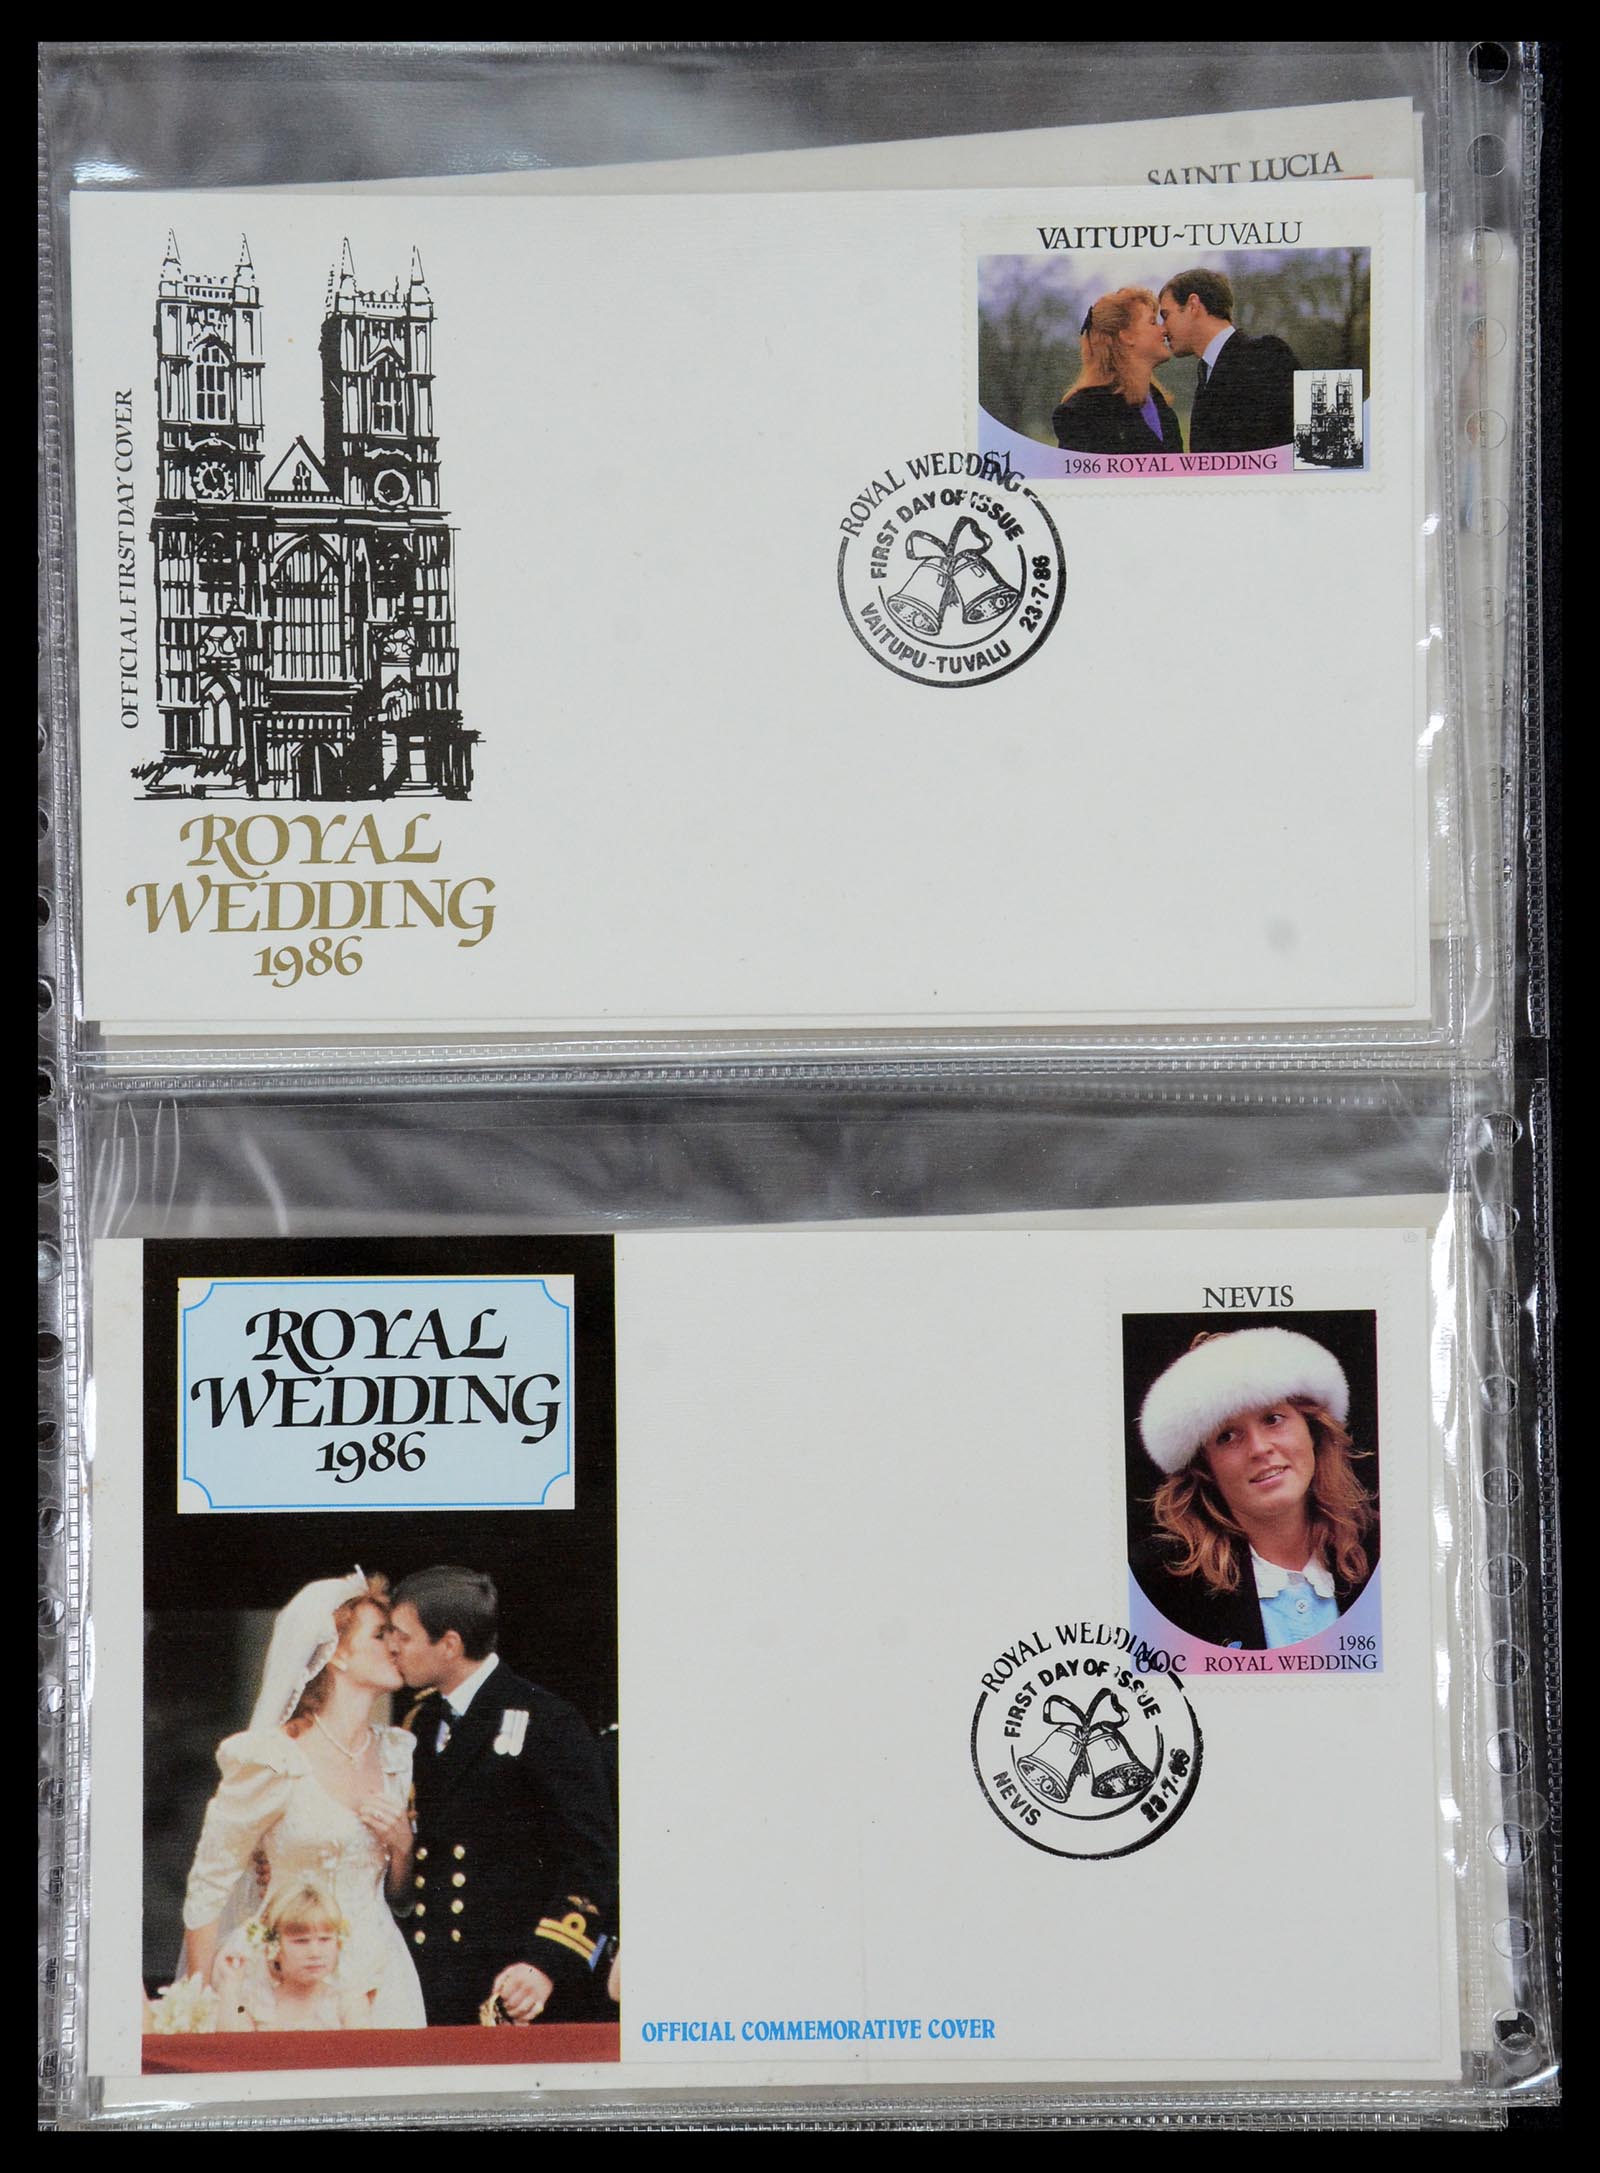 SAINT LUCIA
VAITUPU~TUVALU
$1
1986 ROYAL WEDDING
OFFICIAL FIRST DAY COVER
ROYAL WEDDING
FIRST DAY OF ISSUE
VAITUPU-TUVALU
23·7·86
ROYAL
WEDDING
1986
ROYAL
WEDDING
1986
NEVIS
1986
60c ROYAL WEDDING
ROYAL WEDDING
FIRST DAY OF ISSUE
NEVIS
23·7·86
OFFICIAL COMMEMORATIVE COVER